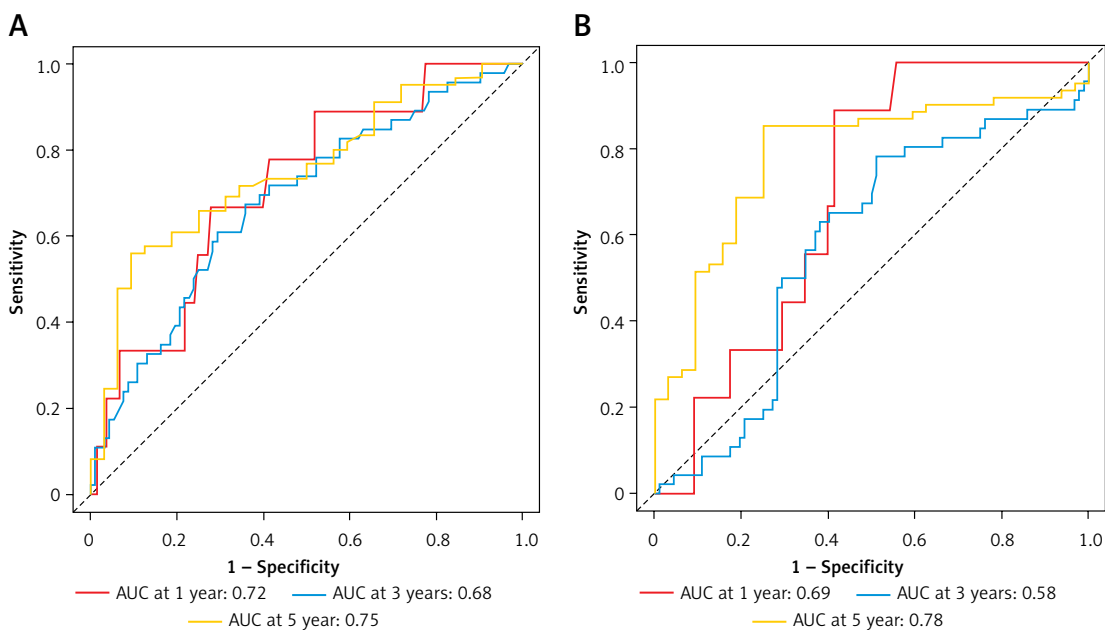 A
Sensitivity
1.0
0.8
0.6
0.4
0.2
0
0 0.2 0.4 0.6 0.8 1.0
1 – Specificity
AUC at 1 year: 0.72 AUC at 3 years: 0.68
AUC at 5 year: 0.75
B
Sensitivity
1.0
0.8
0.6
0.4
0.2
0
0 0.2 0.4 0.6 0.8 1.0
1 – Specificity
AUC at 1 year: 0.69 AUC at 3 years: 0.58
AUC at 5 year: 0.78